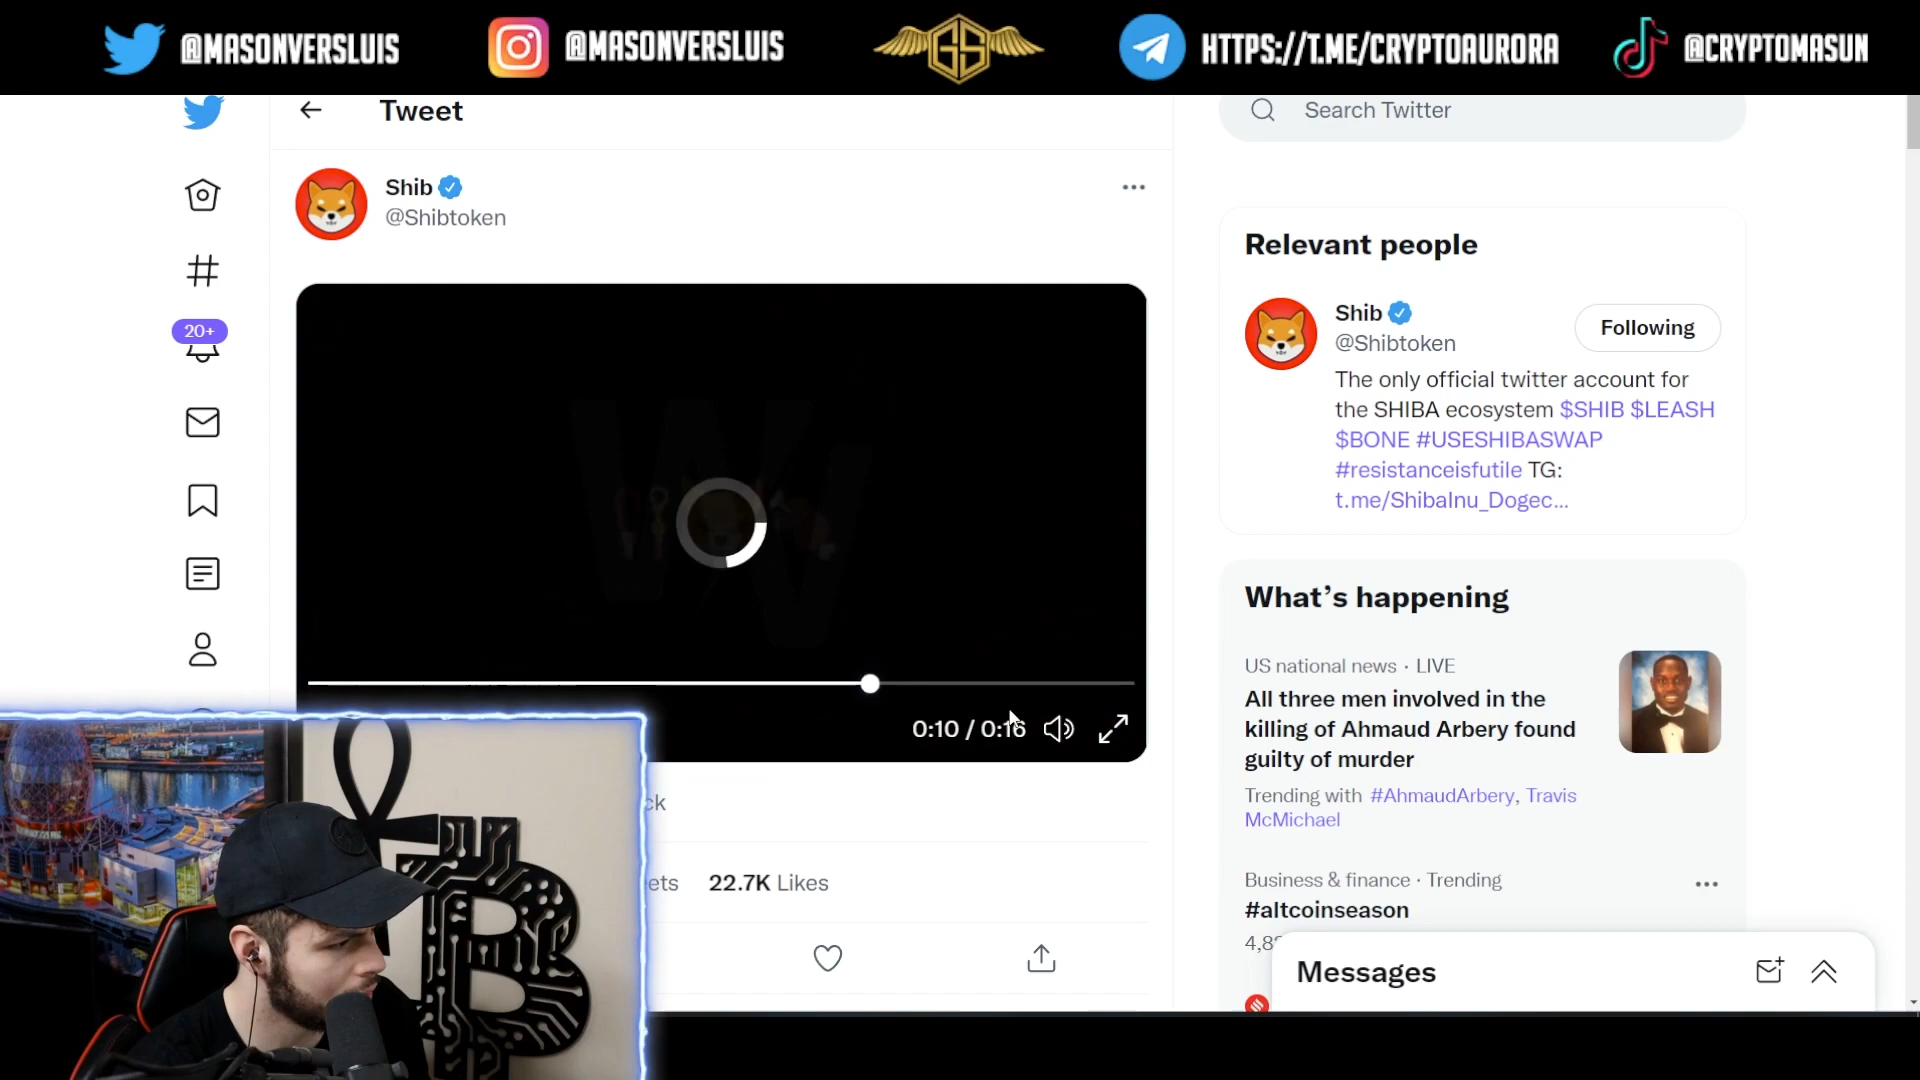 @MASONVERSLUIS
@MASONVERSLUIS
GS
HTTPS://T.ME/CRYPTOAURORA
@CRYPTOMASUN
Tweet
Search Twitter
Shib
@Shibtoken
20+
0:10 / 0:16
ck
ets 22.7K Likes
Relevant people
Shib
@Shibtoken
Following
The only official twitter account for
the SHIBA ecosystem $SHIB $LEASH
$BONE #USESHIBASWAP
#resistanceisfutile TG:
t.me/ShibaInu_Dogec...
What's happening
US national news · LIVE
All three men involved in the
killing of Ahmaud Arbery found
guilty of murder
Trending with #AhmaudArbery, Travis
McMichael
Business & finance · Trending
#altcoinseason
Messages